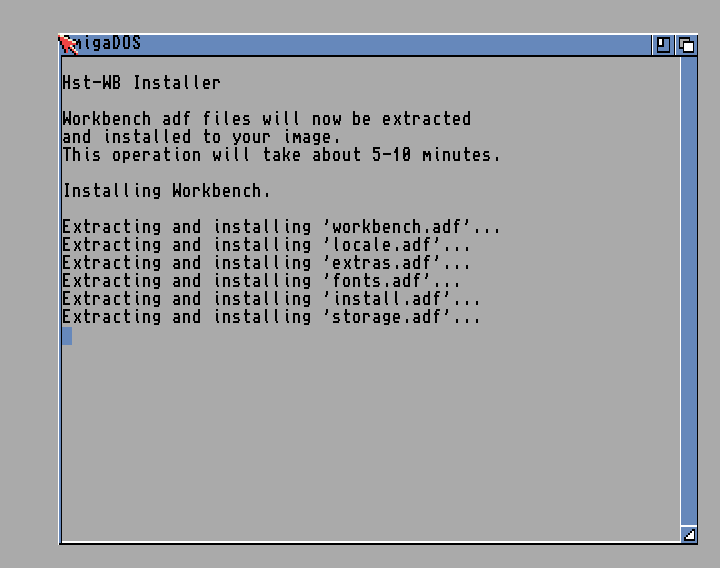 AmigaDOS
Hst-WB Installer
Workbench adf files will now be extracted
and installed to your image.
This operation will take about 5-10 minutes.
Installing Workbench.
Extracting and installing 'workbench.adf'...
Extracting and installing 'locale.adf'...
Extracting and installing 'extras.adf'...
Extracting and installing 'fonts.adf'...
Extracting and installing 'install.adf'...
Extracting and installing 'storage.adf'...